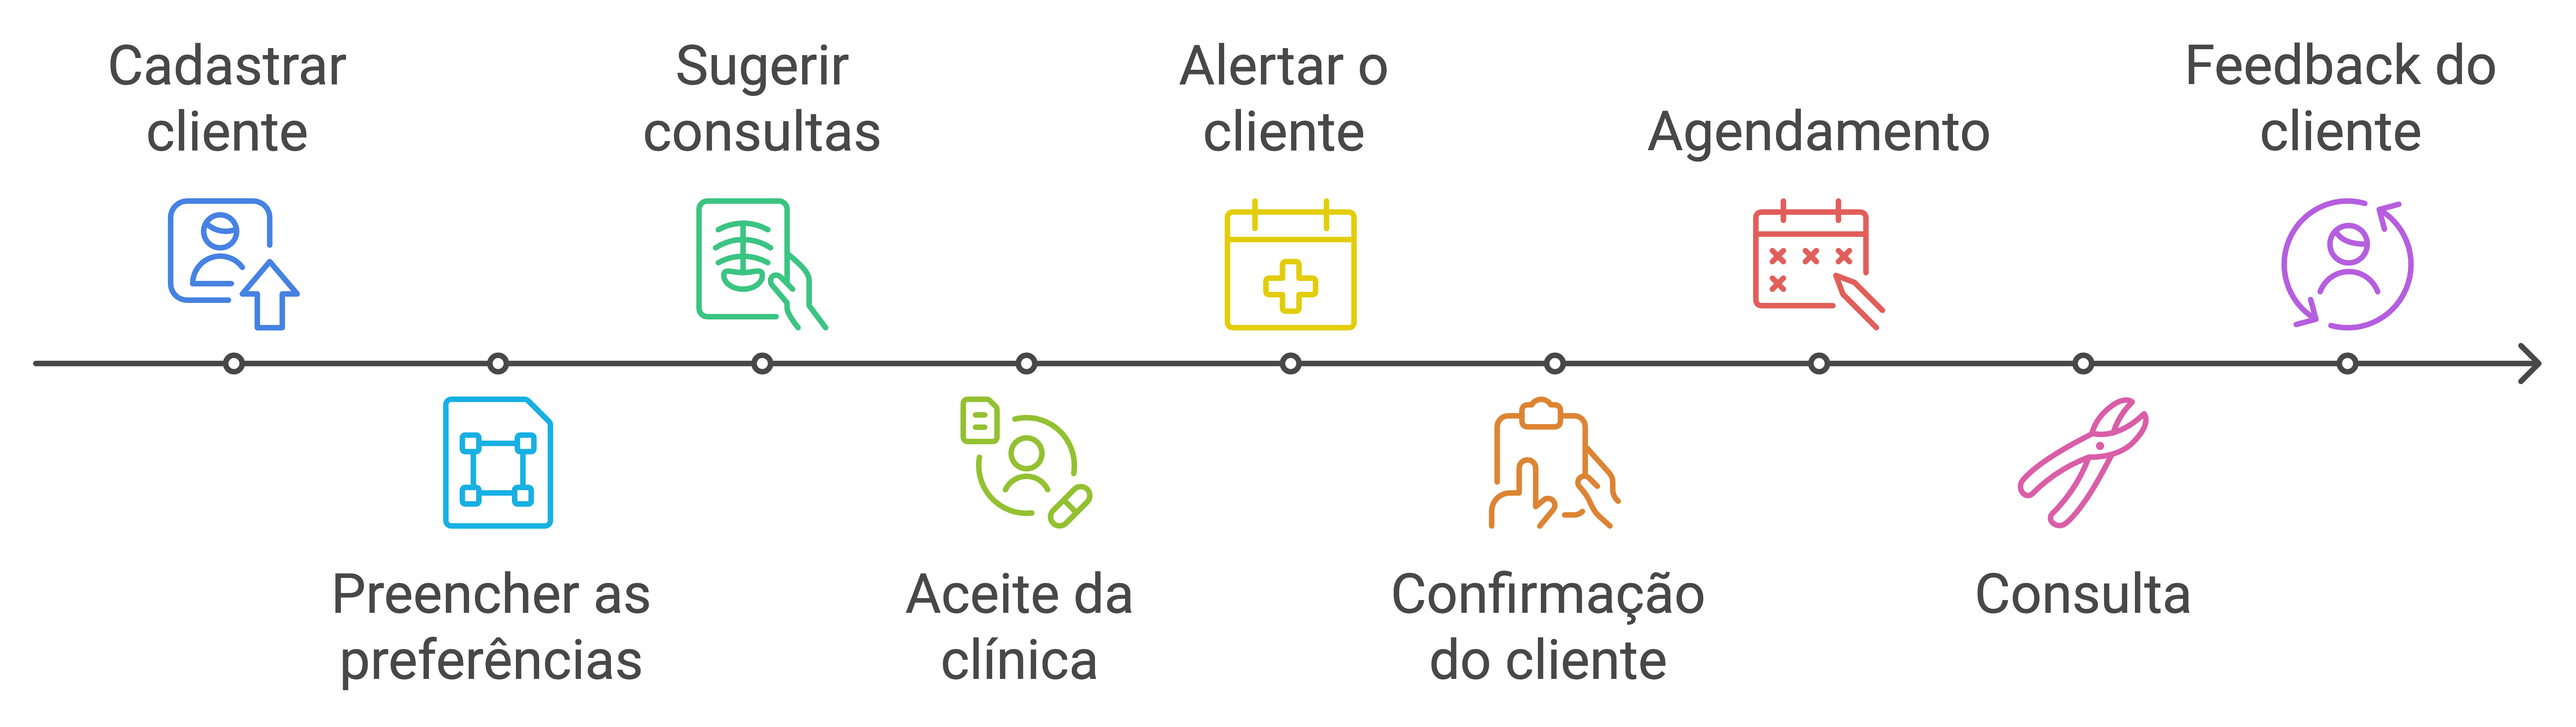 Cadastrar
cliente
Preencher as
preferências
Sugerir
consultas
Aceite da
clínica
Alertar o
cliente
Confirmação
do cliente
Agendamento
Consulta
Feedback do
cliente